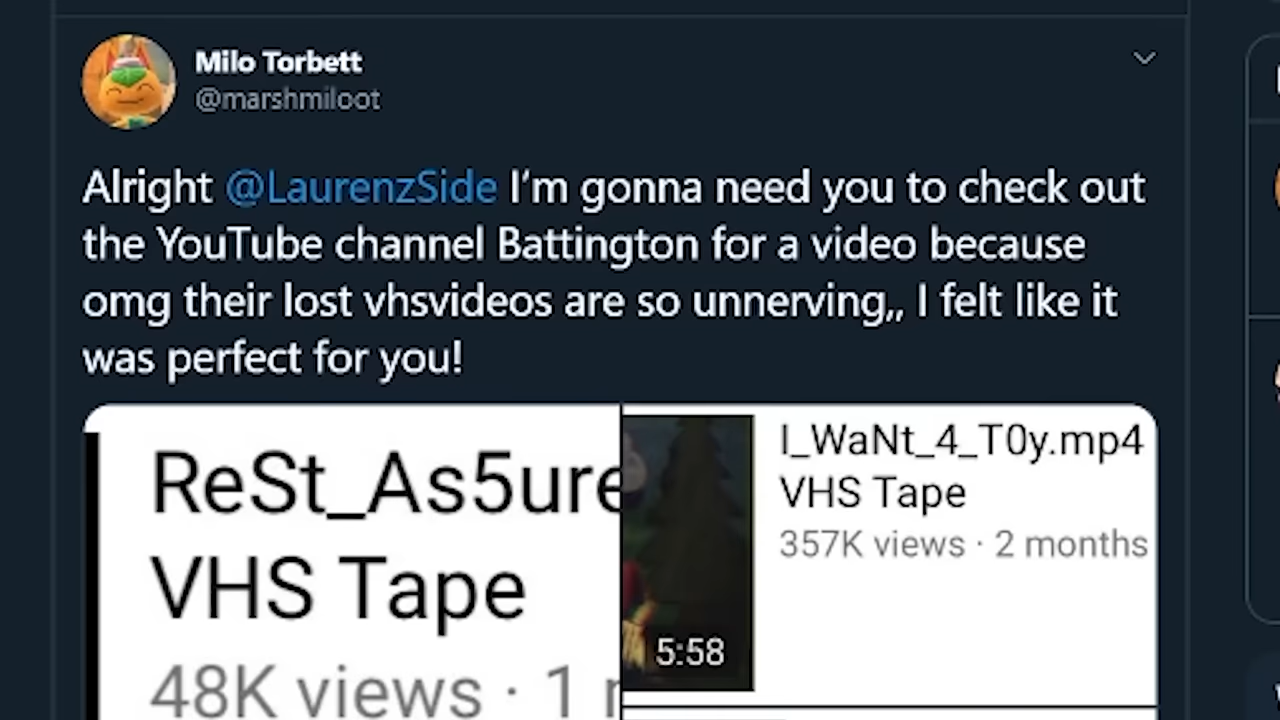 Milo Torbett
@marshmiloot
Alright @LaurenzSide I'm gonna need you to check out
the YouTube channel Battington for a video because
omg their lost vhsvideos are so unnerving,, I felt like it
was perfect for you!
ReSt_As5ure
VHS Tape
48K views · 1
I_WaNt_4_T0y.mp4
VHS Tape
357K views · 2 months
5:58